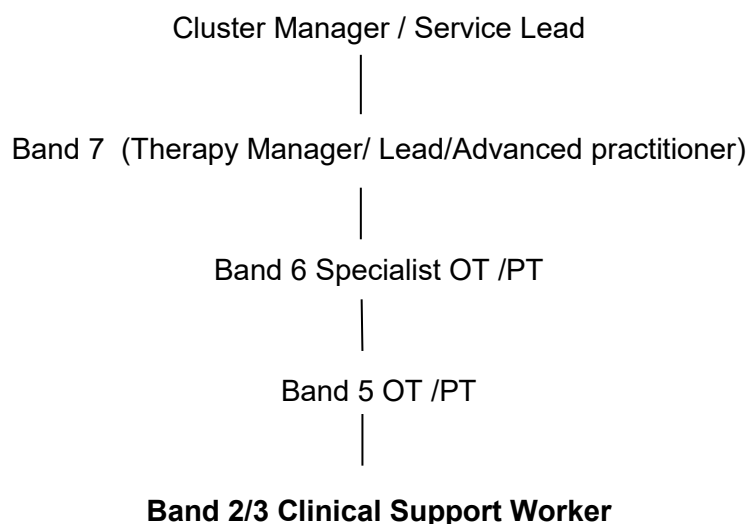 Cluster Manager / Service Lead
Band 7  (Therapy Manager/ Lead/Advanced practitioner)
Band 6 Specialist OT /PT
Band 5 OT /PT
Band 2/3 Clinical Support Worker